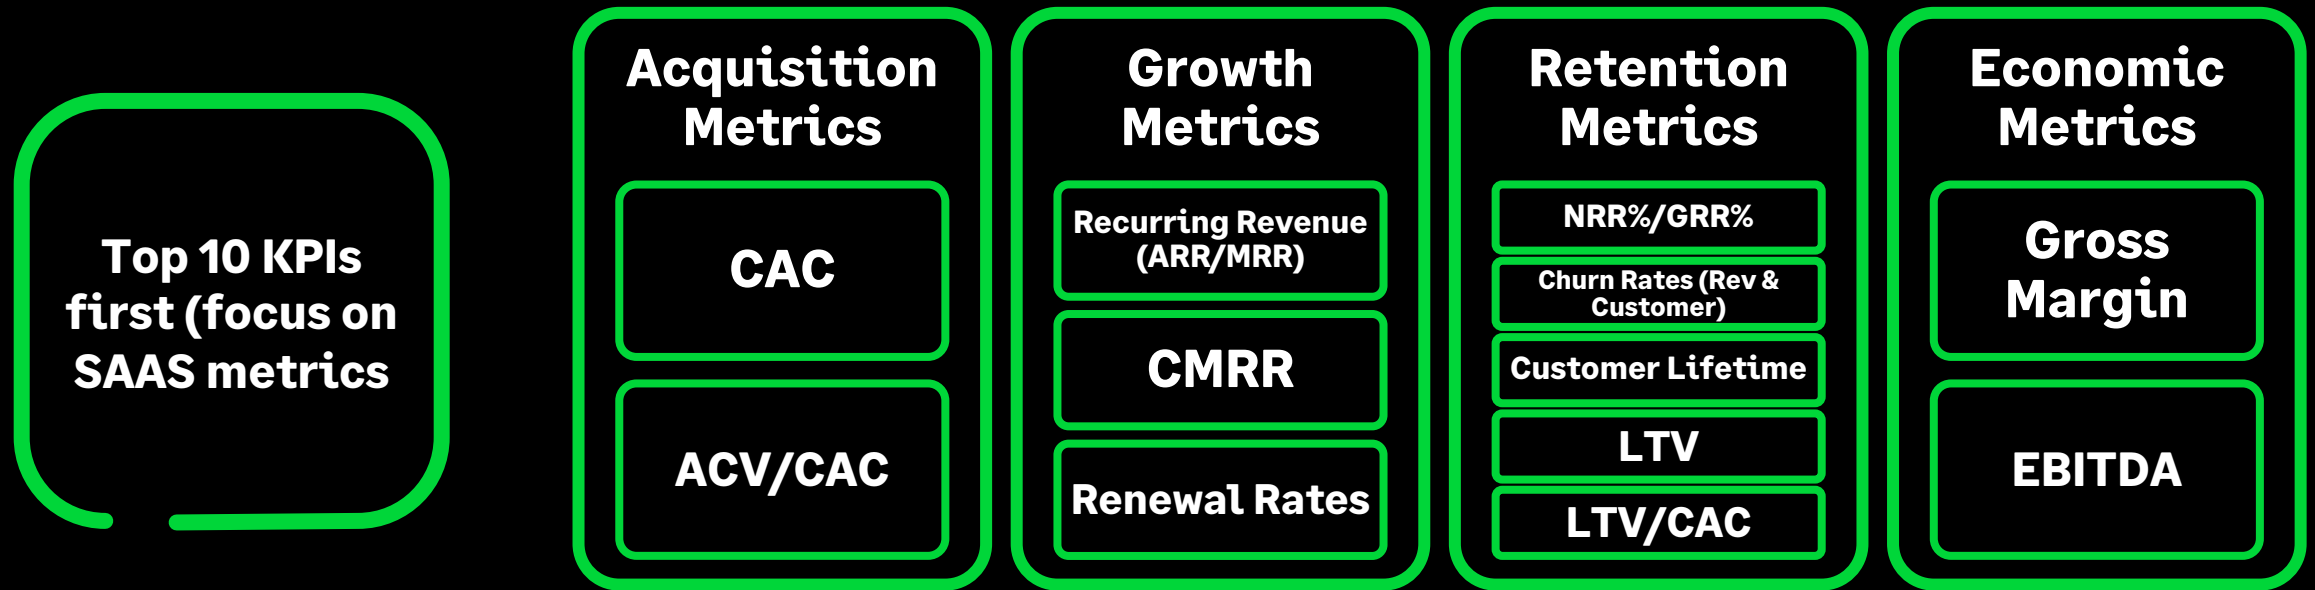 Top 10 KPIs
first (focus on
SAAS metrics
Acquisition
Metrics
CAC
ACV/CAC
Growth
Metrics
Recurring Revenue
(ARR/MRR)
CMRR
Renewal Rates
Retention
Metrics
NRR%/GRR%
Churn Rates (Rev &
Customer)
Customer Lifetime
LTV
LTV/CAC
Economic
Metrics
Gross
Margin
EBITDA